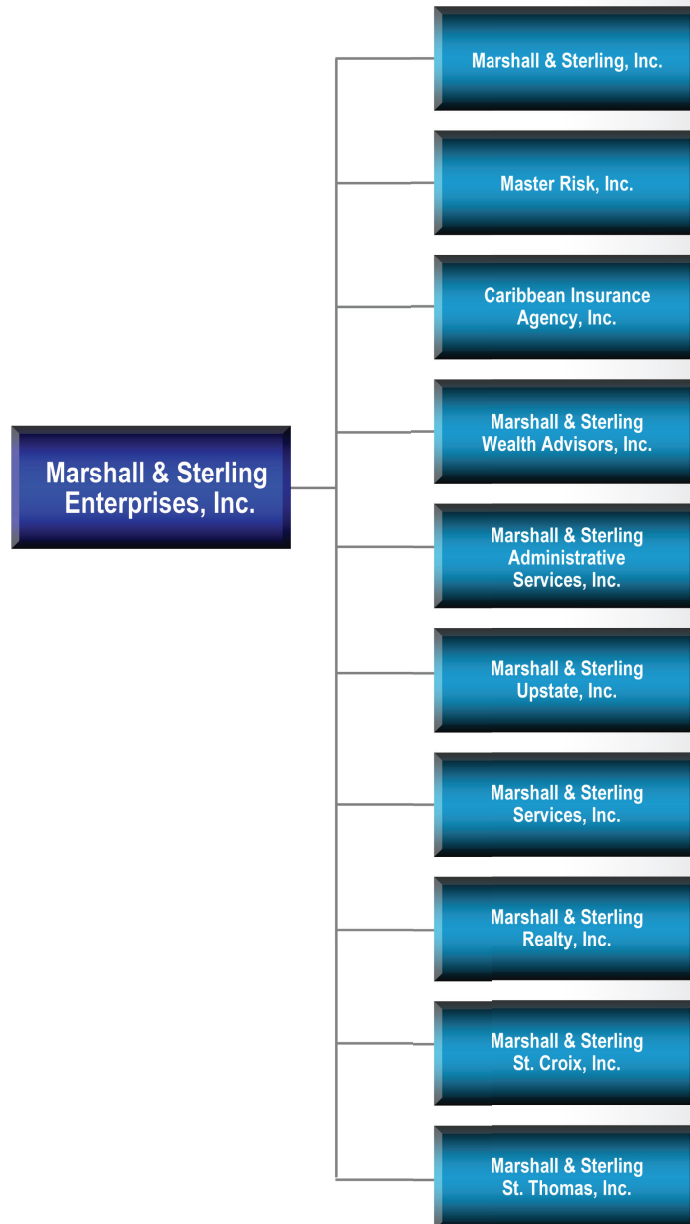 Marshall & Sterling, Inc.
Master Risk, Inc.
Caribbean Insurance
Agency, Inc.
Marshall & Sterling
Wealth Advisors, Inc.
Marshall & Sterling
Enterprises, Inc.
Marshall & Sterling
Administrative
Services, Inc.
Marshall & Sterling
Upstate, Inc.
Marshall & Sterling
Services, Inc.
Marshall & Sterling
Realty, Inc.
Marshall & Sterling
St. Croix, Inc.
Marshall & Sterling
St. Thomas, Inc.